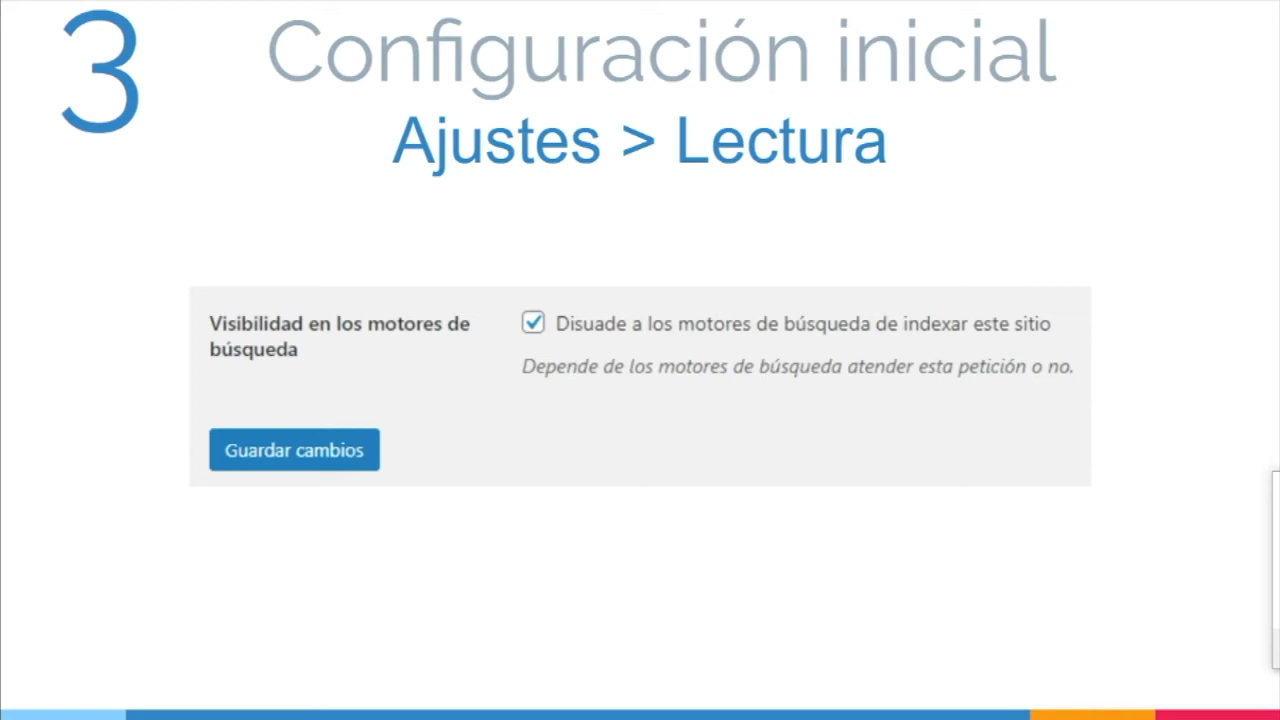 3
Configuración inicial
Ajustes > Lectura
Visibilidad en los motores de
búsqueda
Disuade a los motores de búsqueda de indexar este sitio
Depende de los motores de búsqueda atender esta petición o no.
Guardar cambios